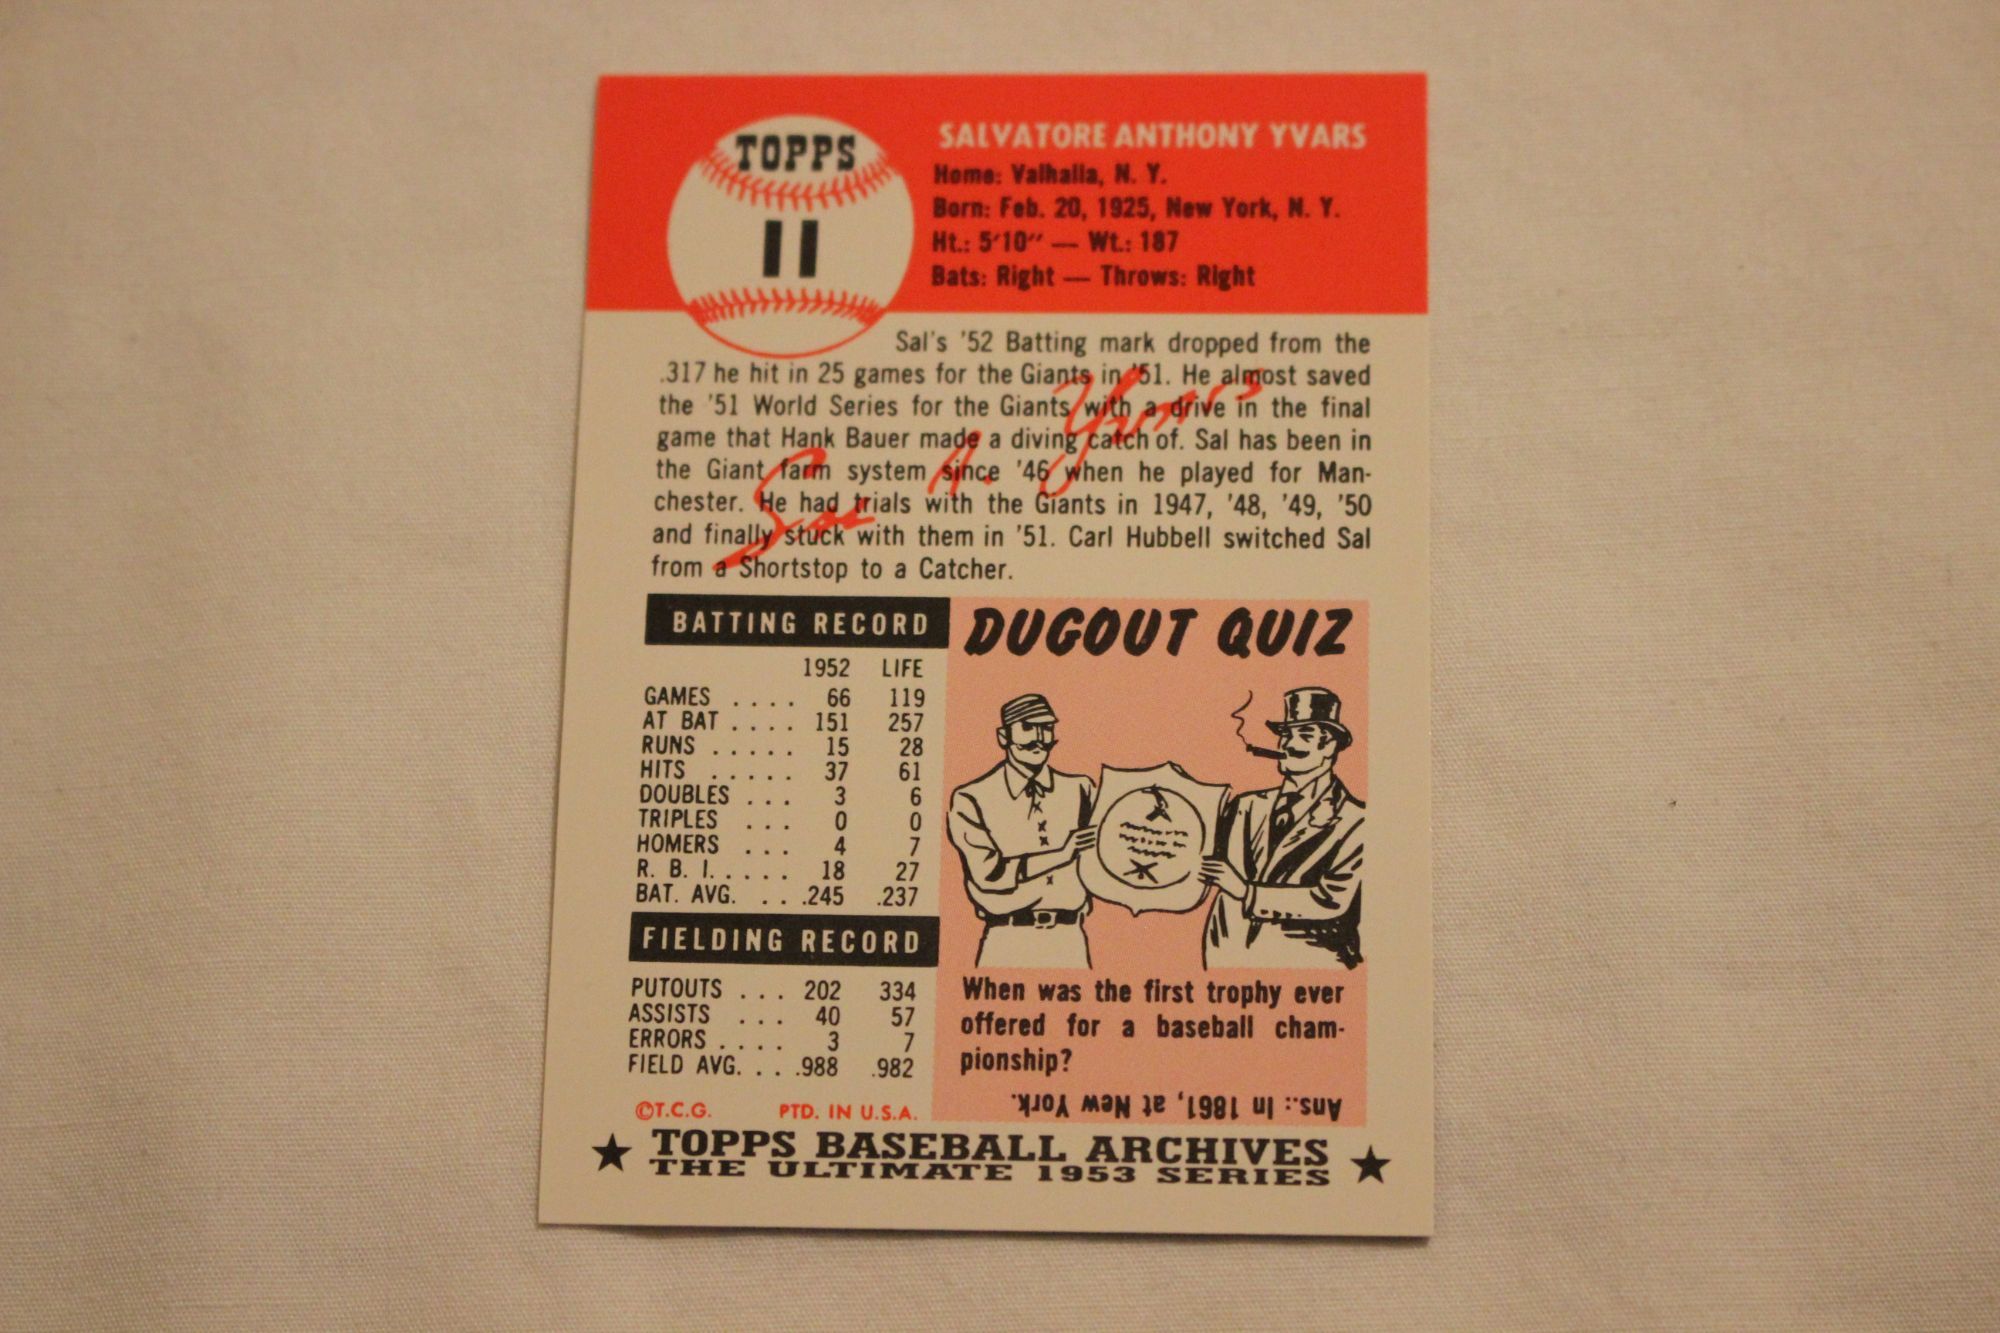 TOPPS
11
SALVATORE ANTHONY YVARS
Home: Valhalla, N. Y.
Born: Feb. 20, 1925, New York, N. Y.
Ht.: 5'10" — Wt.: 187
Bats: Right — Throws: Right
Sal's '52 Batting mark dropped from the
.317 he hit in 25 games for the Giants in '51. He almost saved
the '51 World Series for the Giants with a drive in the final
game that Hank Bauer made a diving catch of. Sal has been in
the Giant farm system since '46 when he played for Man-
chester. He had trials with the Giants in 1947, '48, '49, '50
and finally stuck with them in '51. Carl Hubbell switched Sal
from a Shortstop to a Catcher.
Sal A. Yvars
BATTING RECORD
1952 LIFE
GAMES . . . . 66 119
AT BAT . . . . 151 257
RUNS . . . . . 15 28
HITS . . . . . 37 61
DOUBLES . . . 3 6
TRIPLES . . . 0 0
HOMERS . . . 4 7
R. B. I. . . . . 18 27
BAT. AVG. . . . .245 .237
FIELDING RECORD
PUTOUTS . . . 202 334
ASSISTS . . . 40 57
ERRORS . . . . 3 7
FIELD AVG. . . . .988 .982
©T.C.G. PTD. IN U.S.A.
DUGOUT QUIZ
When was the first trophy ever
offered for a baseball cham-
pionship?
Ans.: In 1861, at New York.
TOPPS BASEBALL ARCHIVES
THE ULTIMATE 1953 SERIES